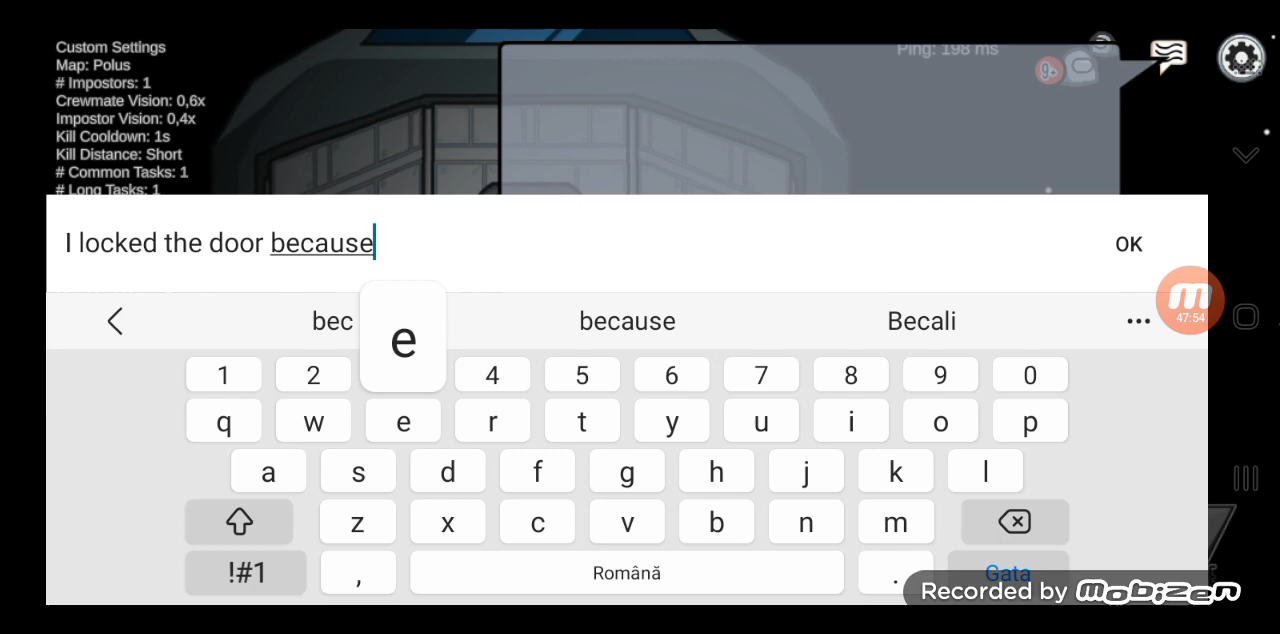 Custom Settings
Map: Polus
# Impostors: 1
Crewmate Vision: 0,6x
Impostor Vision: 0,4x
Kill Cooldown: 1s
Kill Distance: Short
# Common Tasks: 1
# Long Tasks: 1
Ping: 198 ms
9+
I locked the door because
OK
bec
because
Becali
...
47:54
e
1 2 4 5 6 7 8 9 0
q w e r t y u i o p
a s d f g h j k l
z x c v b n m
!#1 , Română . Gata
Recorded by mobizen